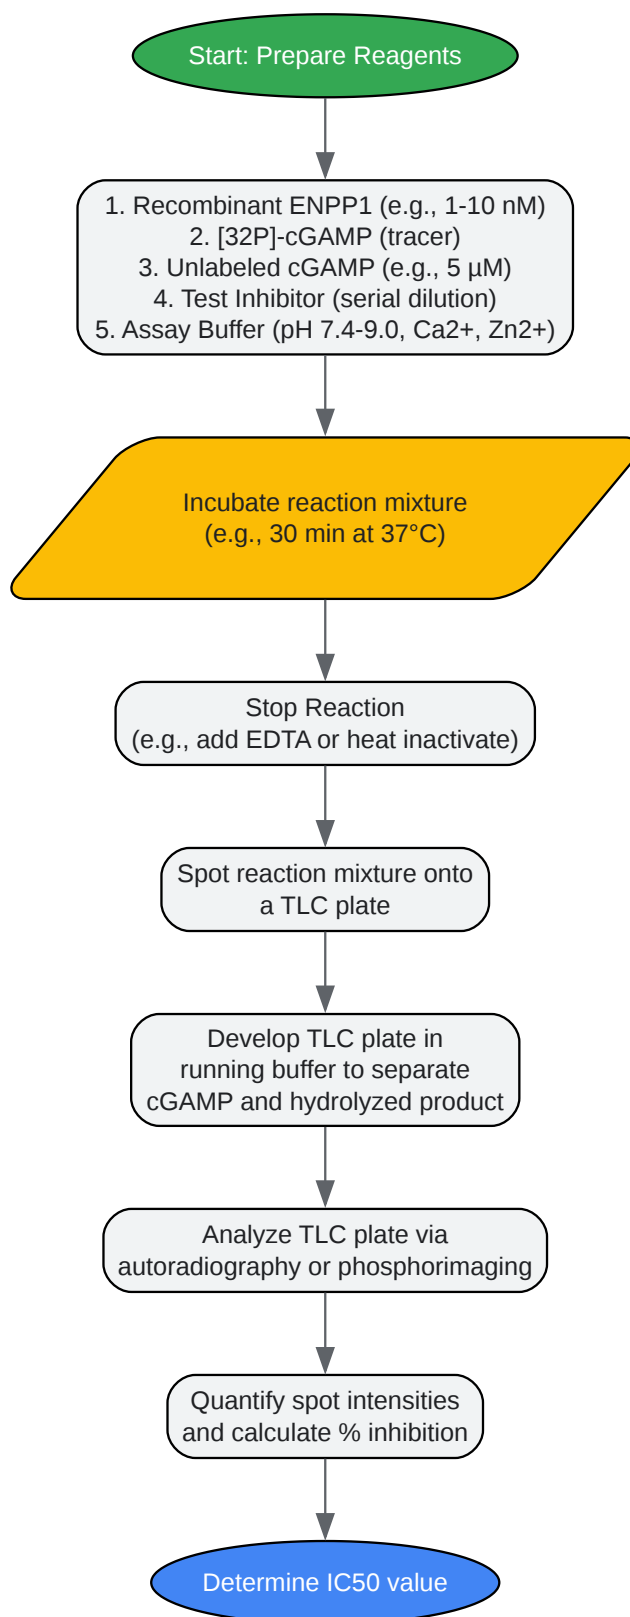 Start: Prepare Reagents
1. Recombinant ENPP1 (e.g., 1-10 nM)
2. [32P]-cGAMP (tracer)
3. Unlabeled cGAMP (e.g., 5 µM)
4. Test Inhibitor (serial dilution)
5. Assay Buffer (pH 7.4-9.0, Ca2+, Zn2+)
Incubate reaction mixture
(e.g., 30 min at 37°C)
Stop Reaction
(e.g., add EDTA or heat inactivate)
Spot reaction mixture onto
a TLC plate
Develop TLC plate in
running buffer to separate
cGAMP and hydrolyzed product
Analyze TLC plate via
autoradiography or phosphorimaging
Quantify spot intensities
and calculate % inhibition
Determine IC50 value